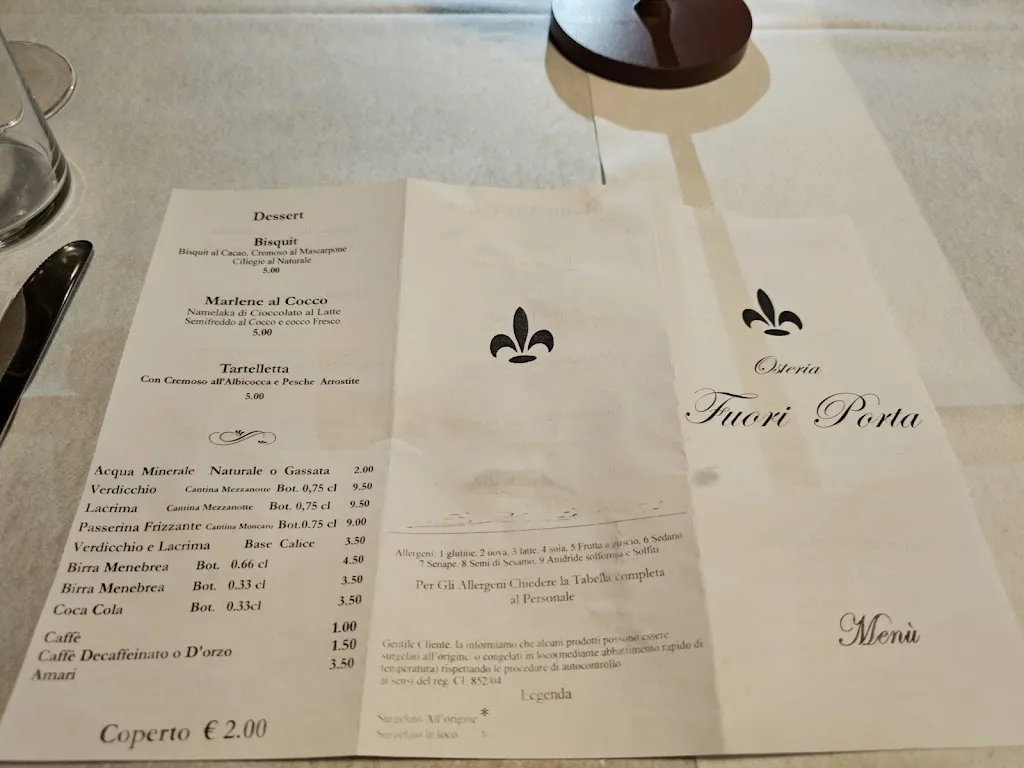 Dessert
Bisquit
Bisquit al Cacao, Cremoso al Mascarpone
Ciliegie al Naturale
5.00
Marlene al Cocco
Namelaka di Cioccolato al Latte
Semifreddo al Cocco e cocco Fresco
5.00
Tartelletta
Con Cremoso all'Albicocca e Pesche Arrostite
5.00
Acqua Minerale Naturale o Gassata 2.00
Verdicchio Cantina Mezzanotte Bot. 0,75 cl 9.50
Lacrima Cantina Mezzanotte Bot. 0,75 cl 9.50
Passerina Frizzante Cantina Moncaro Bot.0.75 cl 9.00
Verdicchio e Lacrima Base Calice 3.50
Birra Menebrea Bot. 0.66 cl 4.50
Birra Menebrea Bot. 0.33 cl 3.50
Coca Cola Bot. 0.33cl 3.50
Caffè 1.00
Caffè Decaffeinato o D'orzo 1.50
Amari 3.50
Coperto € 2.00
Allergeni: 1 glutine, 2 uova, 3 latte, 4 soia, 5 Frutta a guscio, 6 Sedano
7 Senape, 8 Semi di Sesamo, 9 Anidride solforosa e Solfiti
Per Gli Allergeni Chiedere la Tabella completa
al Personale
Gentile Cliente, la informiamo che alcuni prodotti possono essere
surgelati all'origine o congelati in loco(mediante abbattimento rapido di
temperatura) rispettando le procedure di autocontrollo
ai sensi del reg. CE 852/04
Legenda
Surgelato All'origine *
Surgelato in loco
Osteria
Fuori Porta
Menù